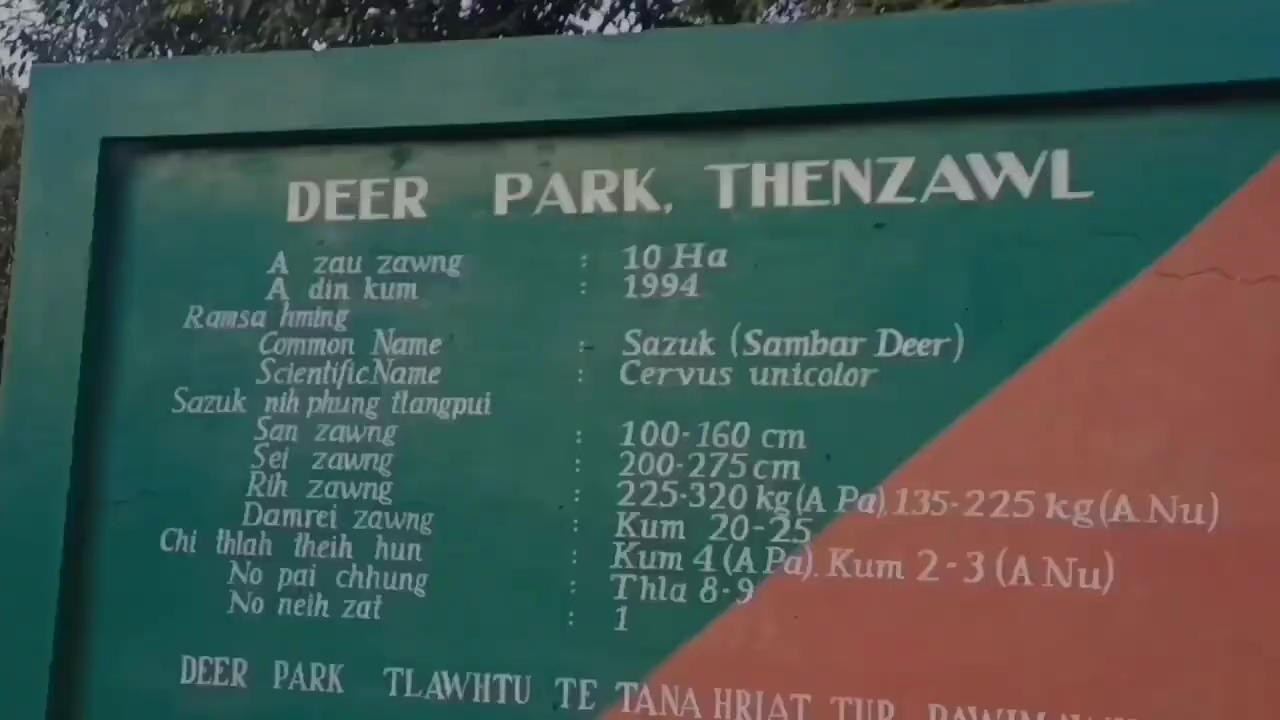 DEER PARK, THENZAWL
A zau zawng : 10 Ha
A din kum : 1994
Ramsa hming
Common Name : Sazuk (Sambar Deer)
Scientific Name : Cervus unicolor
Sazuk nih phung tlangpui
San zawng : 100-160 cm
Sei zawng : 200-275 cm
Rih zawng : 225-320 kg (A Pa), 135-225 kg (A Nu)
Damrei zawng : Kum 20-25
Chi thlah theih hun : Kum 4 (A Pa), Kum 2-3 (A Nu)
No pai chhung : Thla 8-9
No neih zat : 1
DEER PARK TLAWHTU TE TANA HRIAT TUR